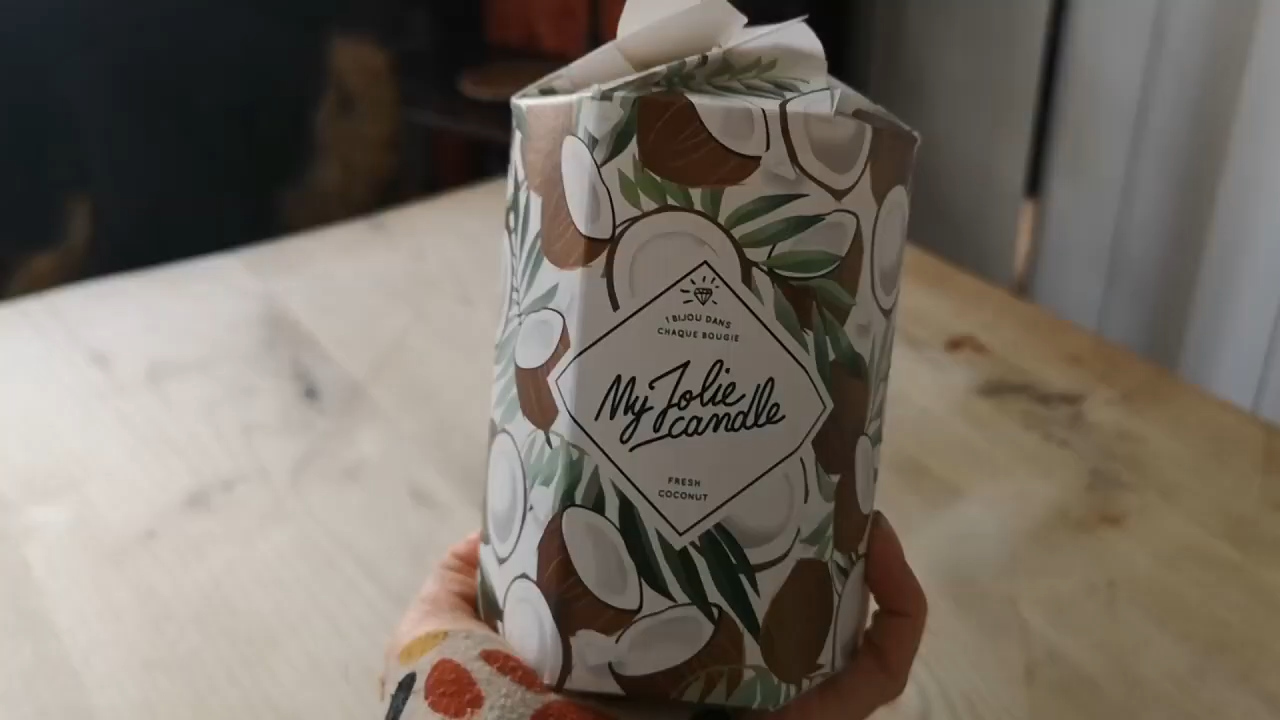 1 BIJOU DANS
CHAQUE BOUGIE
My Jolie
candle
FRESH
COCONUT